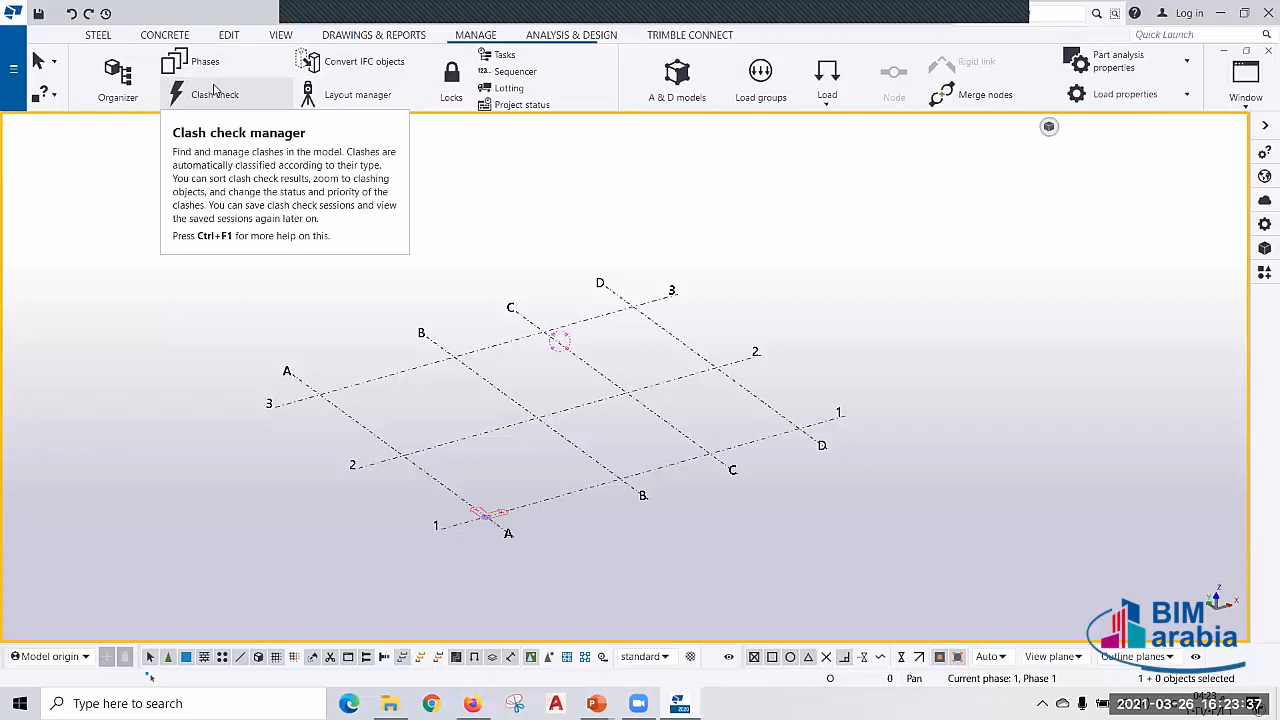 Log in
STEEL CONCRETE EDIT VIEW DRAWINGS & REPORTS MANAGE ANALYSIS & DESIGN TRIMBLE CONNECT
Quick Launch
Organizer
Phases
Clash check
Convert IFC objects
Layout manager
Locks
Tasks
Sequencer
Lotting
Project status
A & D models
Load groups
Load
Node
Rigid link
Merge nodes
Part analysis
properties
Load properties
Window
Clash check manager
Find and manage clashes in the model. Clashes are
automatically classified according to their type.
You can sort clash check results, zoom to clashing
objects, and change the status and priority of the
clashes. You can save clash check sessions and view
the saved sessions again later on.
Press Ctrl+F1 for more help on this.
D
3
C
B
2
A
3
1
D
2
C
B
1
A
Z
X
BIM
arabia
Model origin
standard
Auto
View plane
Outline planes
O 0 Pan Current phase: 1, Phase 1 1 + 0 objects selected
Type here to search
2021-03-26 16:23:37